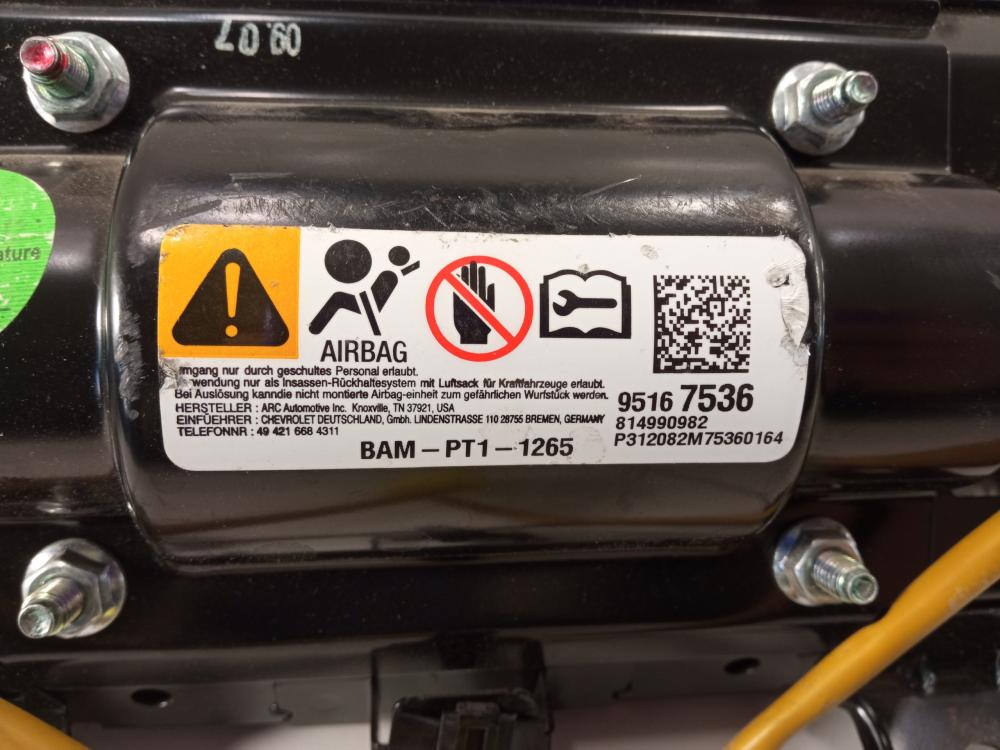 09.07
ature
AIRBAG
mgang nur durch geschultes Personal erlaubt.
wendung nur als Insassen-Rückhaltesystem mit Luftsack für Kraftfahrzeuge erlaubt.
Bei Auslösung kanndie nicht montierte Airbag-einheit zum gefährlichen Wurfstück werden.
HERSTELLER : ARC Automotive Inc. Knoxville, TN 37921, USA
EINFÜEHRER : CHEVROLET DEUTSCHLAND, Gmbh. LINDENSTRASSE 110 28755 BREMEN, GERMANY
TELEFONNR : 49 421 668 4311
BAM – PT1 – 1265
9516 7536
814990982
P312082M75360164